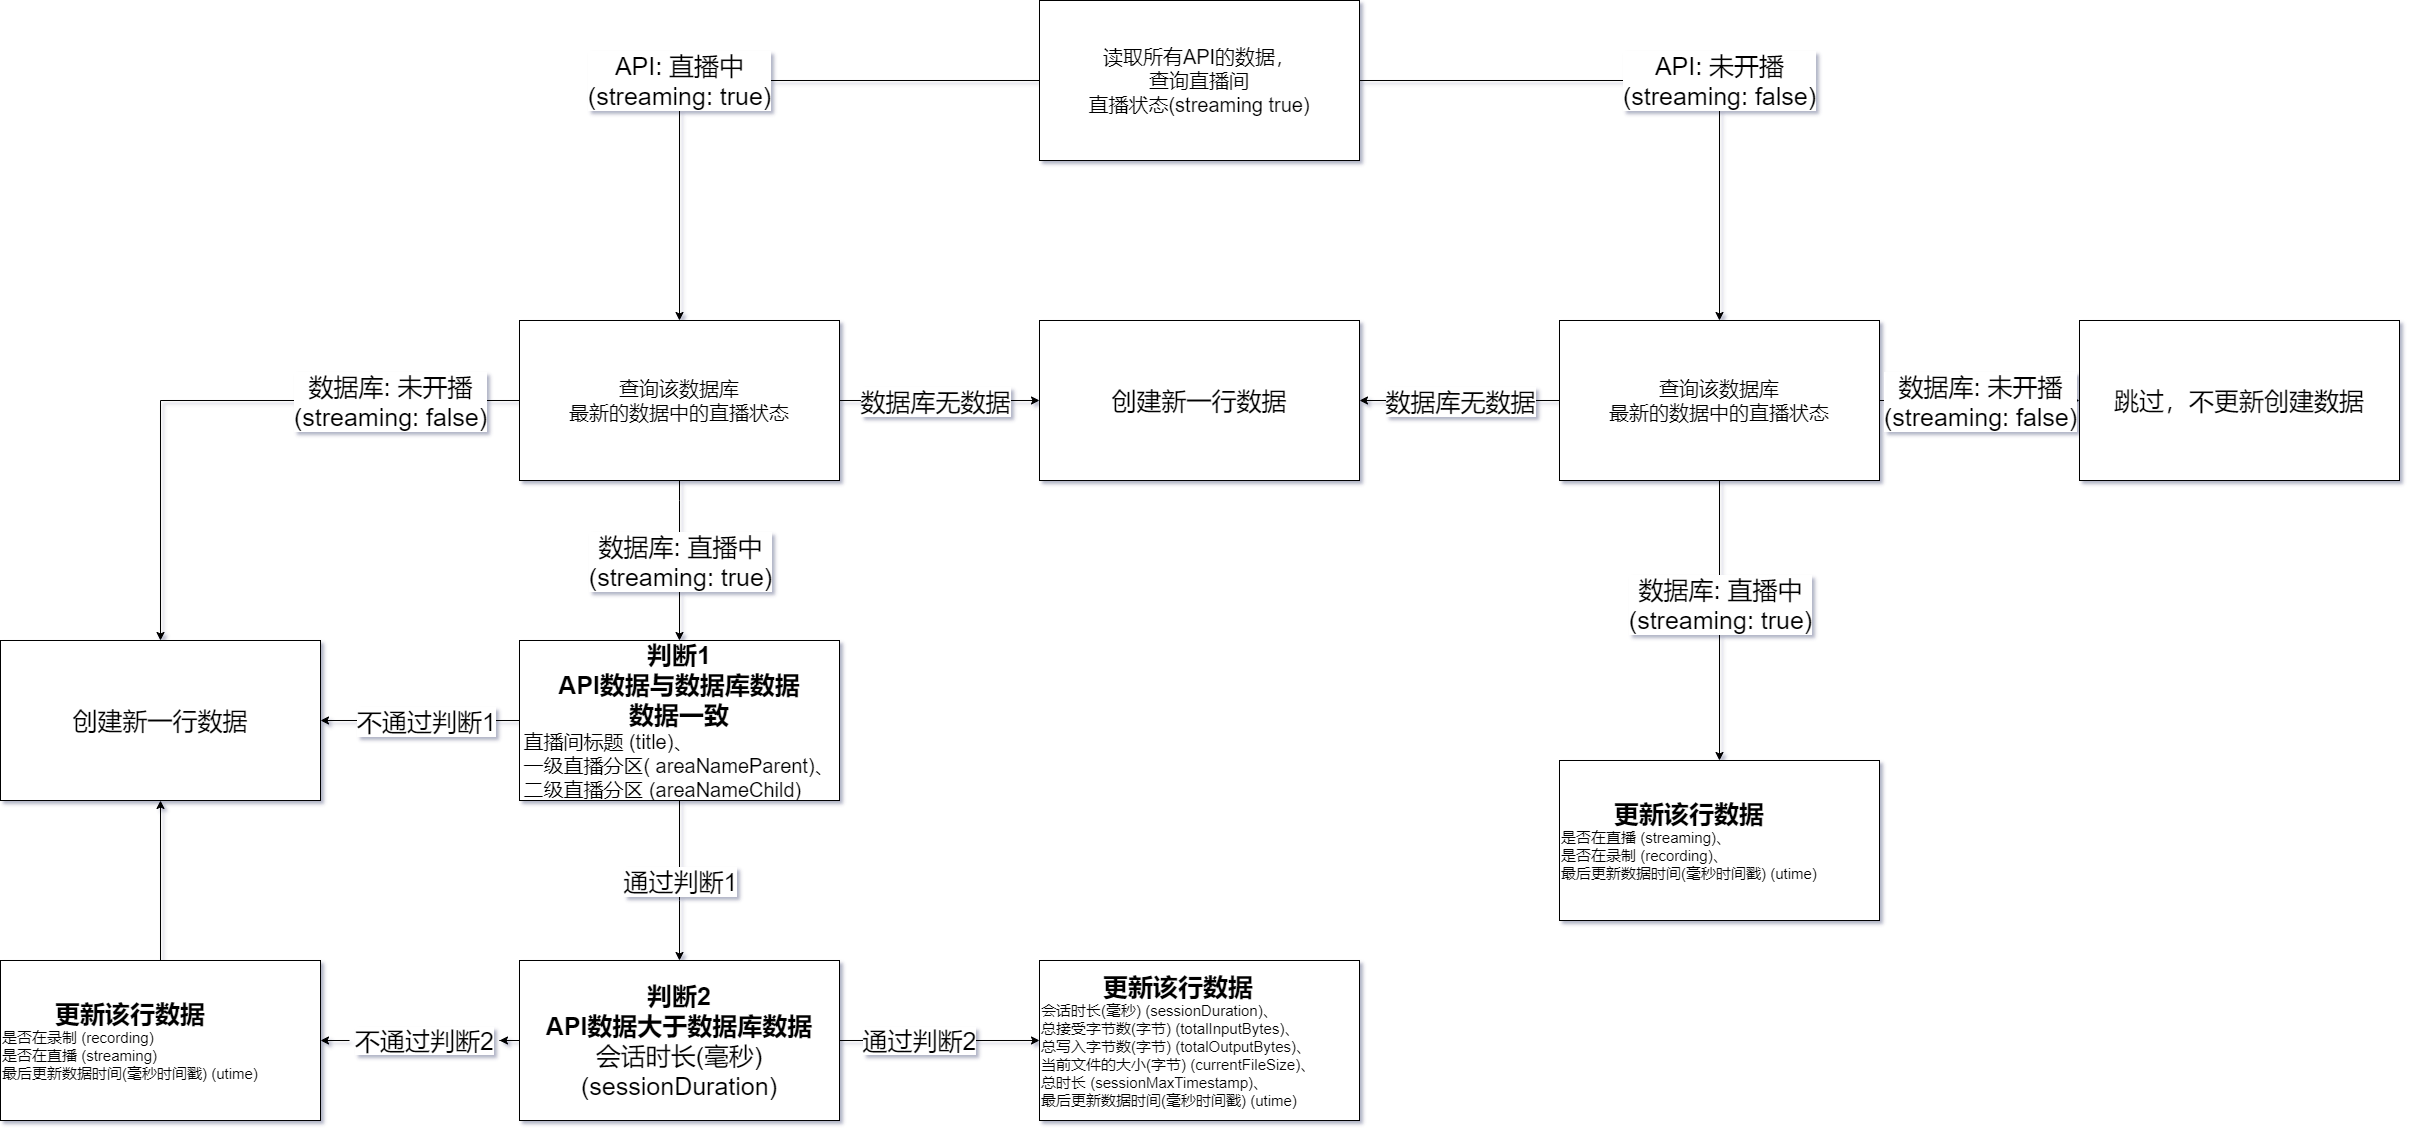 读取所有API的数据，
查询直播间
直播状态(streaming true)
API: 直播中
(streaming: true)
API: 未开播
(streaming: false)
数据库: 未开播
(streaming: false)
查询该数据库
最新的数据中的直播状态
数据库无数据
创建新一行数据
数据库无数据
查询该数据库
最新的数据中的直播状态
数据库: 未开播
(streaming: false)
跳过，不更新创建数据
数据库: 直播中
(streaming: true)
数据库: 直播中
(streaming: true)
创建新一行数据
不通过判断1
判断1
API数据与数据库数据
数据一致
直播间标题 (title)、
一级直播分区( areaNameParent)、
二级直播分区 (areaNameChild)
更新该行数据
是否在直播 (streaming)、
是否在录制 (recording)、
最后更新数据时间(毫秒时间戳) (utime)
通过判断1
更新该行数据
是否在录制 (recording)
是否在直播 (streaming)
最后更新数据时间(毫秒时间戳) (utime)
不通过判断2
判断2
API数据大于数据库数据
会话时长(毫秒)
(sessionDuration)
通过判断2
更新该行数据
会话时长(毫秒) (sessionDuration)、
总接受字节数(字节) (totalInputBytes)、
总写入字节数(字节) (totalOutputBytes)、
当前文件的大小(字节) (currentFileSize)、
总时长 (sessionMaxTimestamp)、
最后更新数据时间(毫秒时间戳) (utime)